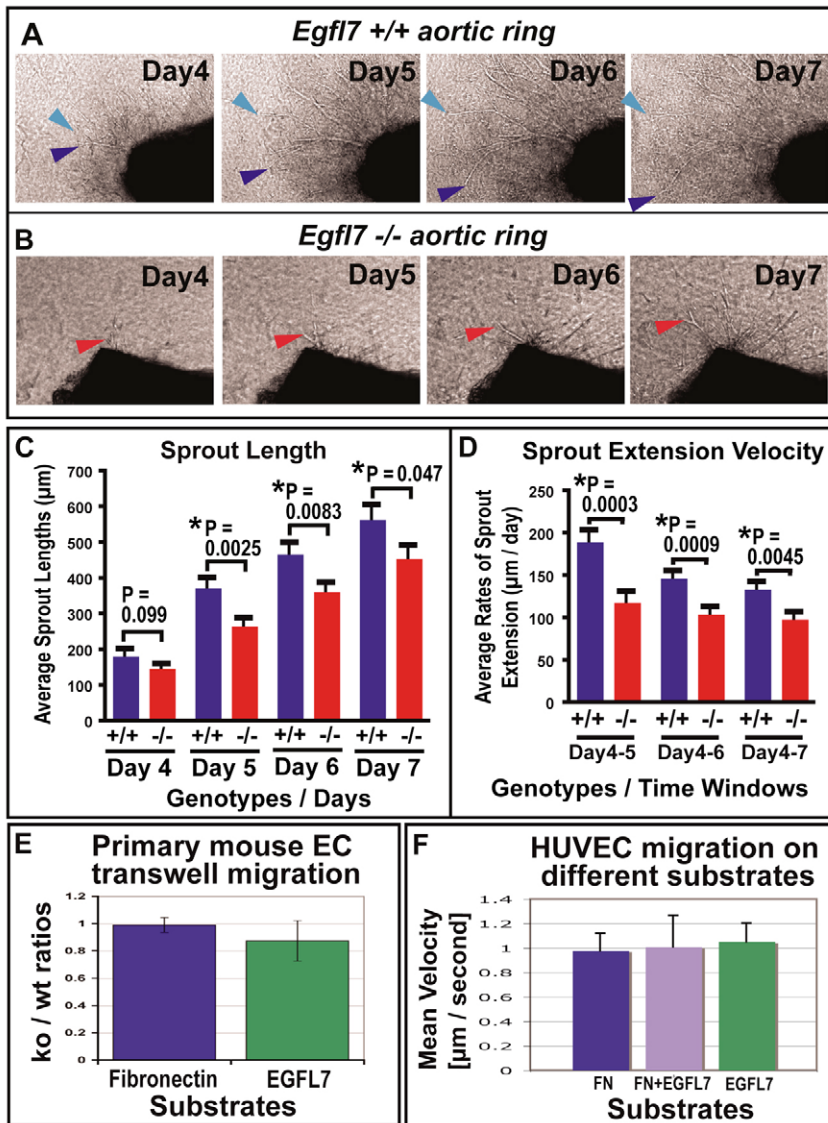 A
Egfl7 +/+ aortic ring
Day4
Day5
Day6
Day7
B
Egfl7 -/- aortic ring
Day4
Day5
Day6
Day7
C
Sprout Length
Average Sprout Lengths (µm)
700
600
500
400
300
200
100
0
P =
0.099
*P =
0.0025
*P =
0.0083
*P = 0.047
+/+ -/- +/+ -/- +/+ -/- +/+ -/-
Day 4 Day 5 Day 6 Day 7
Genotypes / Days
D
Sprout Extension Velocity
Average Rates of Sprout
Extension (µm / day)
250
200
150
100
50
0
*P =
0.0003
*P =
0.0009
*P =
0.0045
+/+ -/- +/+ -/- +/+ -/-
Day4-5 Day4-6 Day4-7
Genotypes / Time Windows
E
Primary mouse EC
transwell migration
ko / wt ratios
1.2
1
0.8
0.6
0.4
0.2
0
Fibronectin EGFL7
Substrates
F
HUVEC migration on
different substrates
Mean Velocity
[µm / second]
1.4
1.2
1
0.8
0.6
0.4
0.2
0
FN FN+EGFL7 EGFL7
Substrates